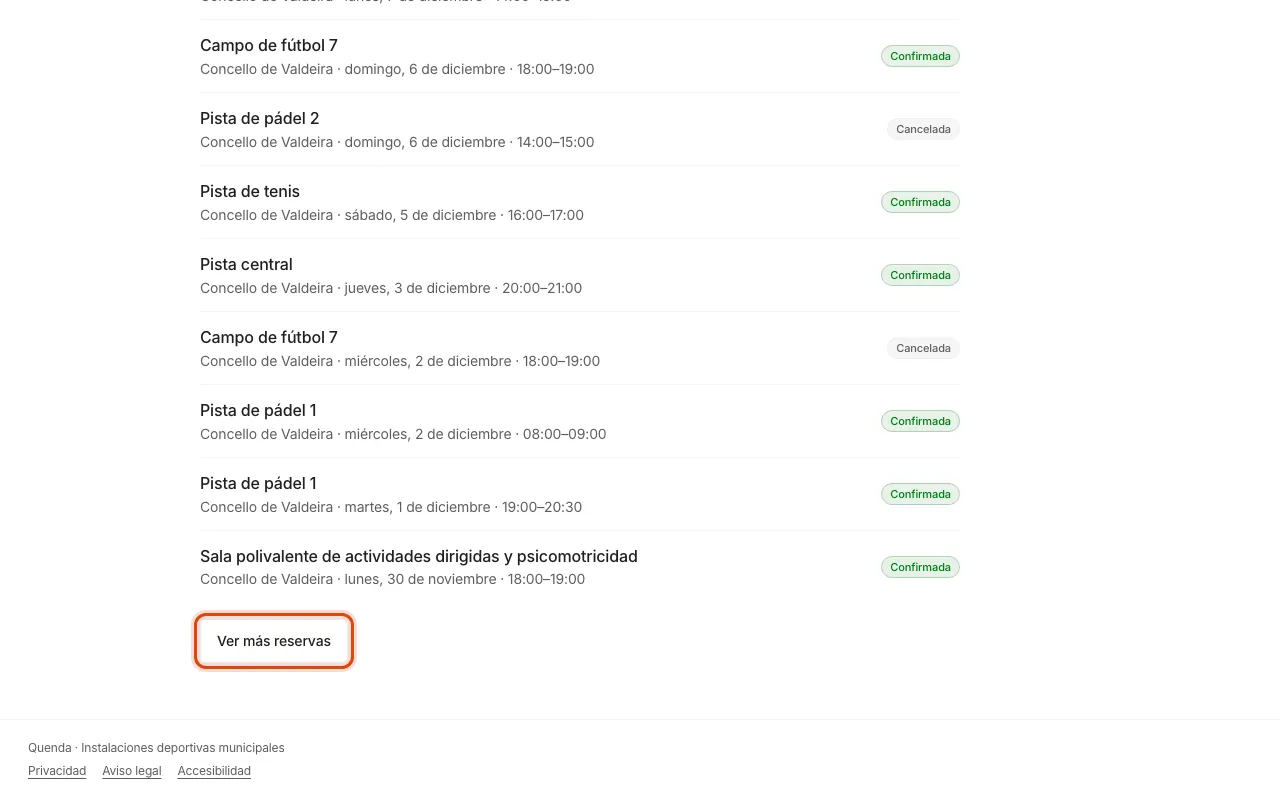 Campo de fútbol 7
Concello de Valdeira · domingo, 6 de diciembre · 18:00–19:00
Confirmada
Pista de pádel 2
Concello de Valdeira · domingo, 6 de diciembre · 14:00–15:00
Cancelada
Pista de tenis
Concello de Valdeira · sábado, 5 de diciembre · 16:00–17:00
Confirmada
Pista central
Concello de Valdeira · jueves, 3 de diciembre · 20:00–21:00
Confirmada
Campo de fútbol 7
Concello de Valdeira · miércoles, 2 de diciembre · 18:00–19:00
Cancelada
Pista de pádel 1
Concello de Valdeira · miércoles, 2 de diciembre · 08:00–09:00
Confirmada
Pista de pádel 1
Concello de Valdeira · martes, 1 de diciembre · 19:00–20:30
Confirmada
Sala polivalente de actividades dirigidas y psicomotricidad
Concello de Valdeira · lunes, 30 de noviembre · 18:00–19:00
Confirmada
Ver más reservas
Quenda · Instalaciones deportivas municipales
Privacidad Aviso legal Accesibilidad